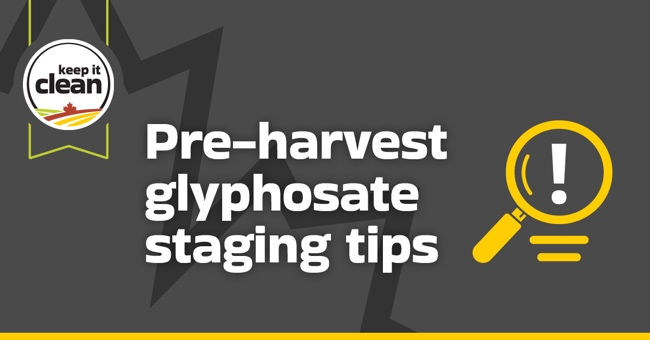 keep it
clean
Pre-harvest
glyphosate
staging tips
!